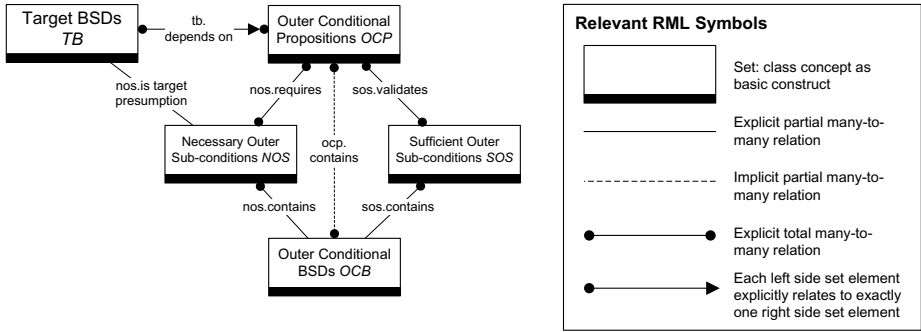 Target BSDs
TB
tb.
depends on
Outer Conditional
Propositions OCP
nos.is target
presumption
nos.requires
sos.validates
ocp.
contains
Necessary Outer
Sub-conditions NOS
Sufficient Outer
Sub-conditions SOS
nos.contains
sos.contains
Outer Conditional
BSDs OCB
Relevant RML Symbols
Set: class concept as
basic construct
Explicit partial many-to-
many relation
Implicit partial many-to-
many relation
Explicit total many-to-
many relation
Each left side set element
explicitly relates to exactly
one right side set element